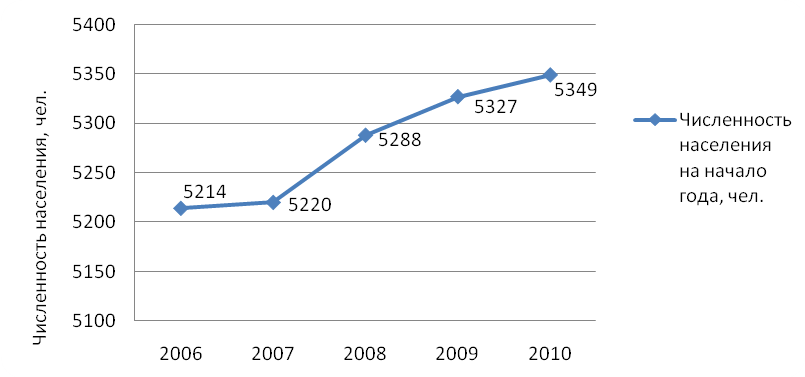 Численность населения, чел.
5400
5350
5300
5250
5200
5150
5100
5214
5220
5288
5327
5349
2006 2007 2008 2009 2010
Численность
населения
на начало
года, чел.